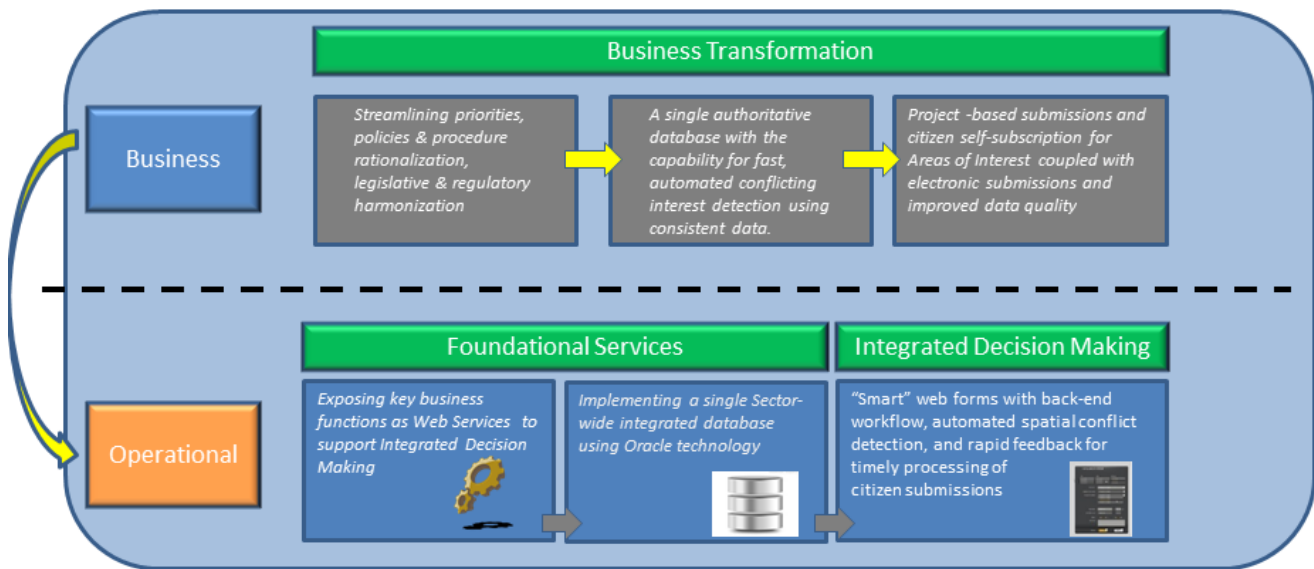 Business Transformation
Business
Streamlining priorities,
policies & procedure
rationalization,
legislative & regulatory
harmonization
A single authoritative
database with the
capability for fast,
automated conflicting
interest detection using
consistent data.
Project -based submissions and
citizen self-subscription for
Areas of Interest coupled with
electronic submissions and
improved data quality
Foundational Services
Integrated Decision Making
Operational
Exposing key business
functions as Web Services to
support Integrated Decision
Making
Implementing a single Sector-
wide integrated database
using Oracle technology
“Smart” web forms with back-end
workflow, automated spatial conflict
detection, and rapid feedback for
timely processing of
citizen submissions